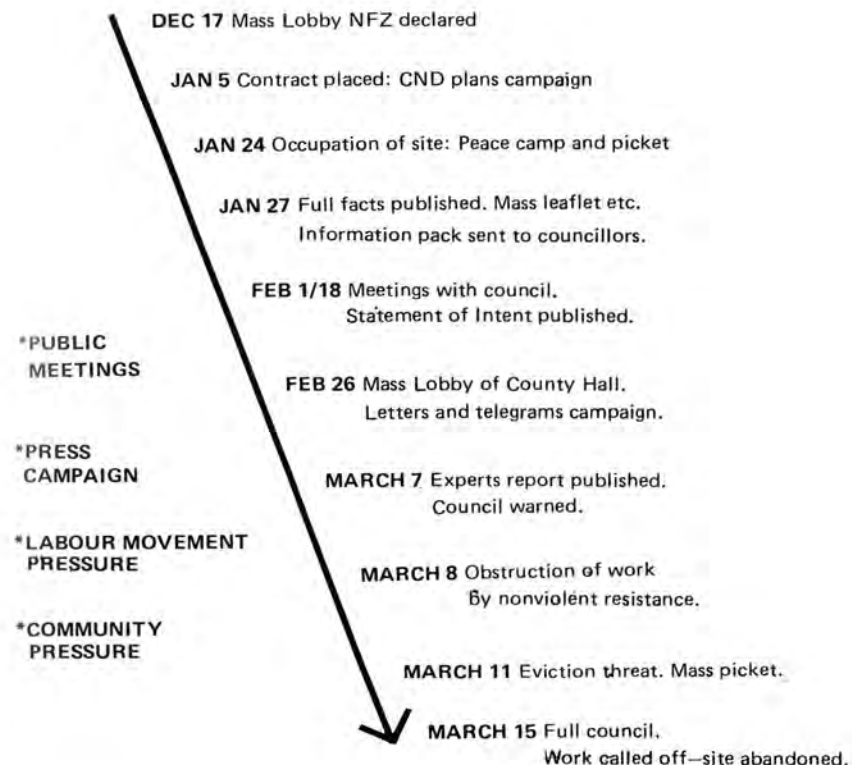 DEC 17 Mass Lobby NFZ declared
JAN 5 Contract placed: CND plans campaign
JAN 24 Occupation of site: Peace camp and picket
JAN 27 Full facts published. Mass leaflet etc.
Information pack sent to councillors.
FEB 1/18 Meetings with council.
Statement of Intent published.
*PUBLIC
MEETINGS
FEB 26 Mass Lobby of County Hall.
Letters and telegrams campaign.
*PRESS
CAMPAIGN
MARCH 7 Experts report published.
Council warned.
*LABOUR MOVEMENT
PRESSURE
MARCH 8 Obstruction of work
By nonviolent resistance.
*COMMUNITY
PRESSURE
MARCH 11 Eviction threat. Mass picket.
MARCH 15 Full council.
Work called off—site abandoned.